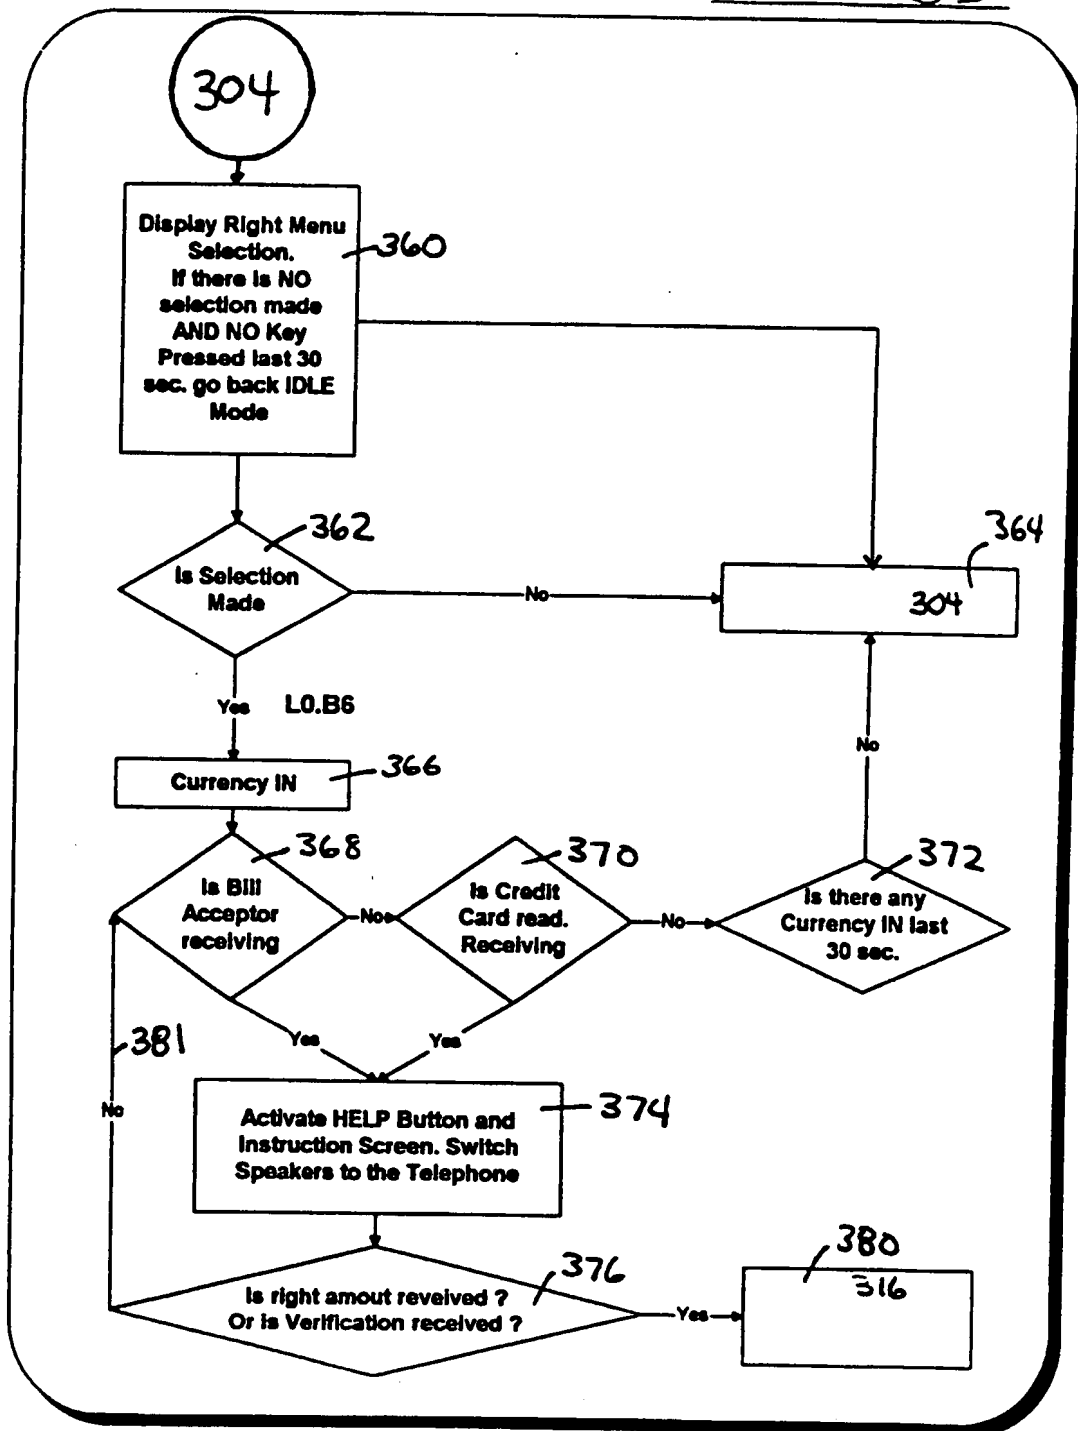 304
Display Right Menu
Selection.
If there is NO
selection made
AND NO Key
Pressed last 30
sec. go back IDLE
Mode
360
362
Is Selection
Made
No
364
304
Yes
L0.B6
Currency IN
366
No
368
Is Bill
Acceptor
receiving
No
370
Is Credit
Card read.
Receiving
No
372
Is there any
Currency IN last
30 sec.
381
Yes
Yes
No
Activate HELP Button and
Instruction Screen. Switch
Speakers to the Telephone
374
376
Is right amout reveived ?
Or is Verification received ?
Yes
380
316